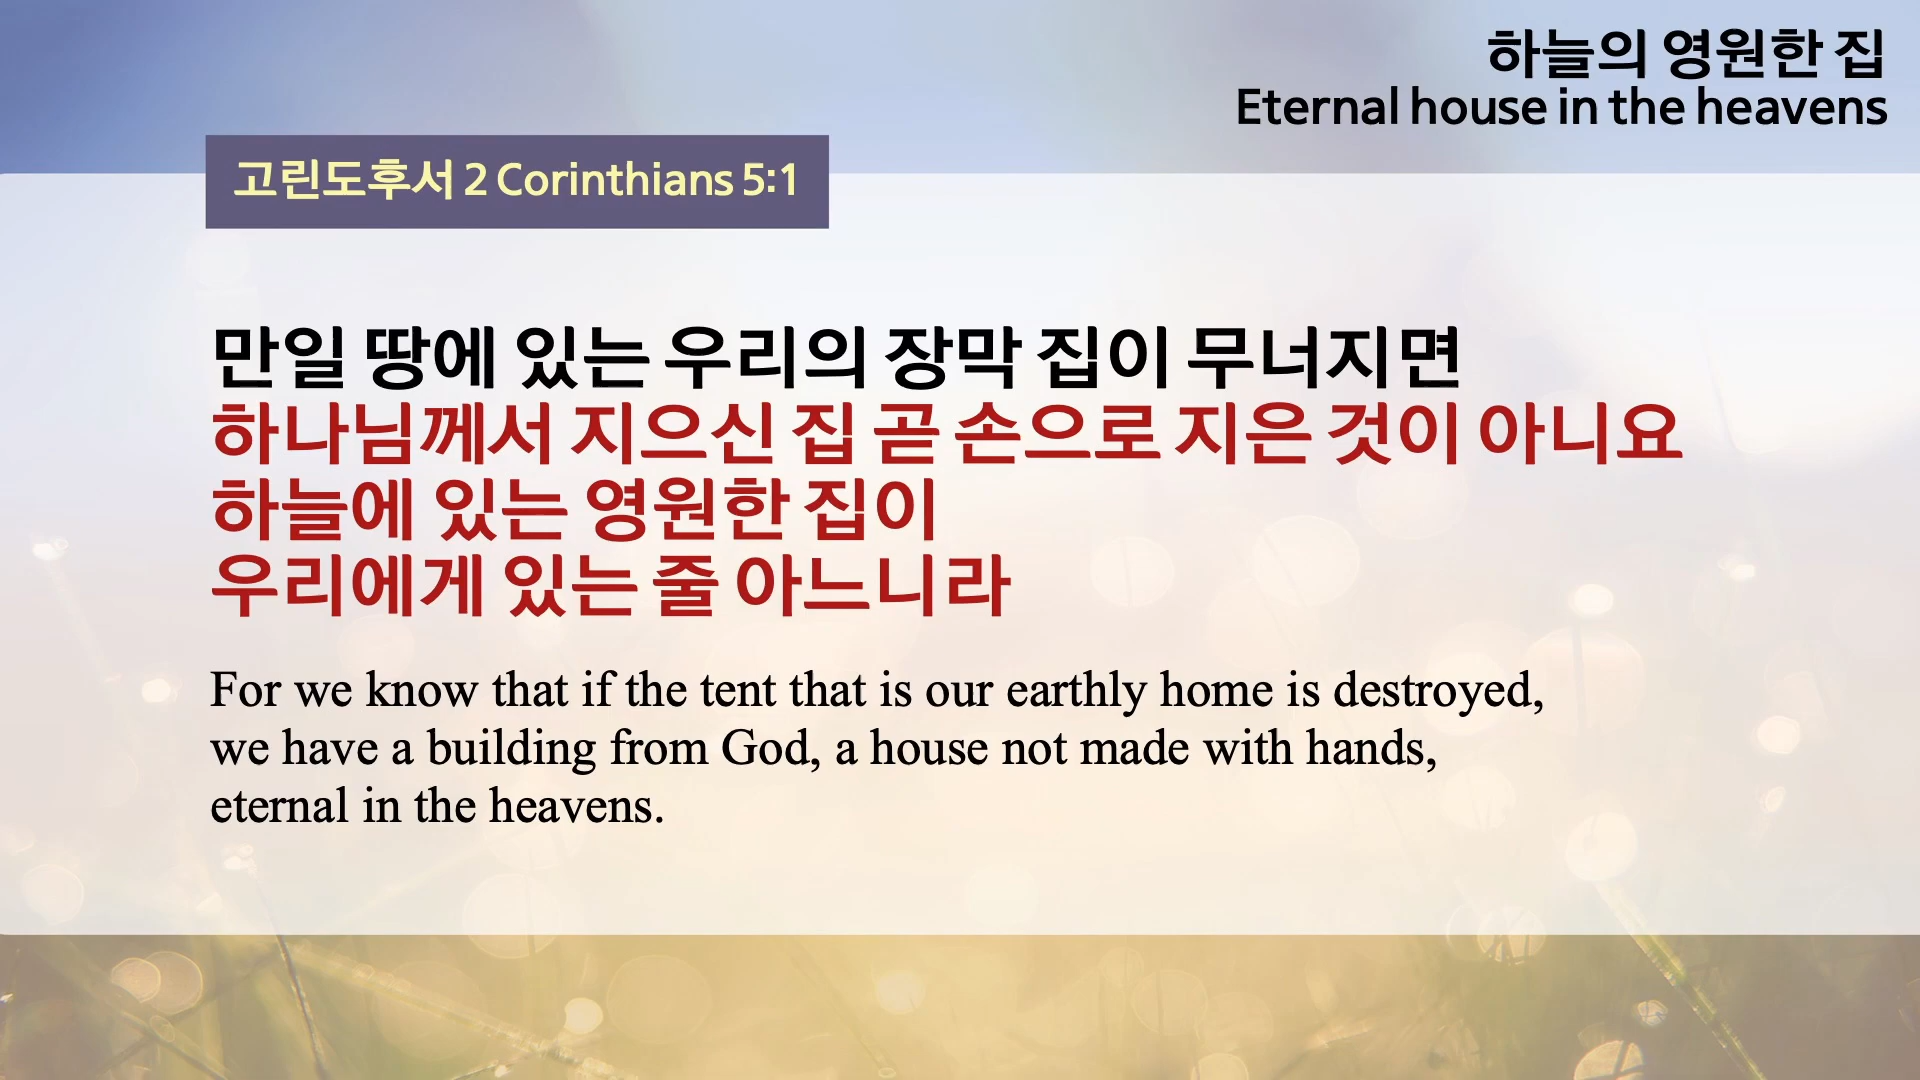 하늘의 영원한 집
Eternal house in the heavens
고린도후서 2 Corinthians 5:1
만일 땅에 있는 우리의 장막 집이 무너지면
하나님께서 지으신 집 곧 손으로 지은 것이 아니요
하늘에 있는 영원한 집이
우리에게 있는 줄 아느니라
For we know that if the tent that is our earthly home is destroyed,
we have a building from God, a house not made with hands,
eternal in the heavens.